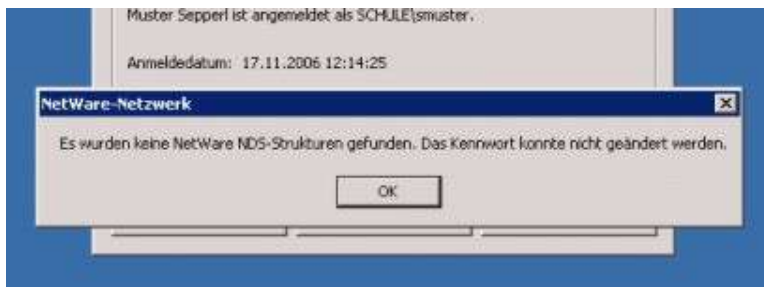 Muster Sepperl ist angemeldet als SCHULE\smuster.
Anmeldedatum: 17.11.2006 12:14:25
NetWare-Netzwerk
Es wurden keine NetWare NDS-Strukturen gefunden. Das Kennwort konnte nicht geändert werden.
OK